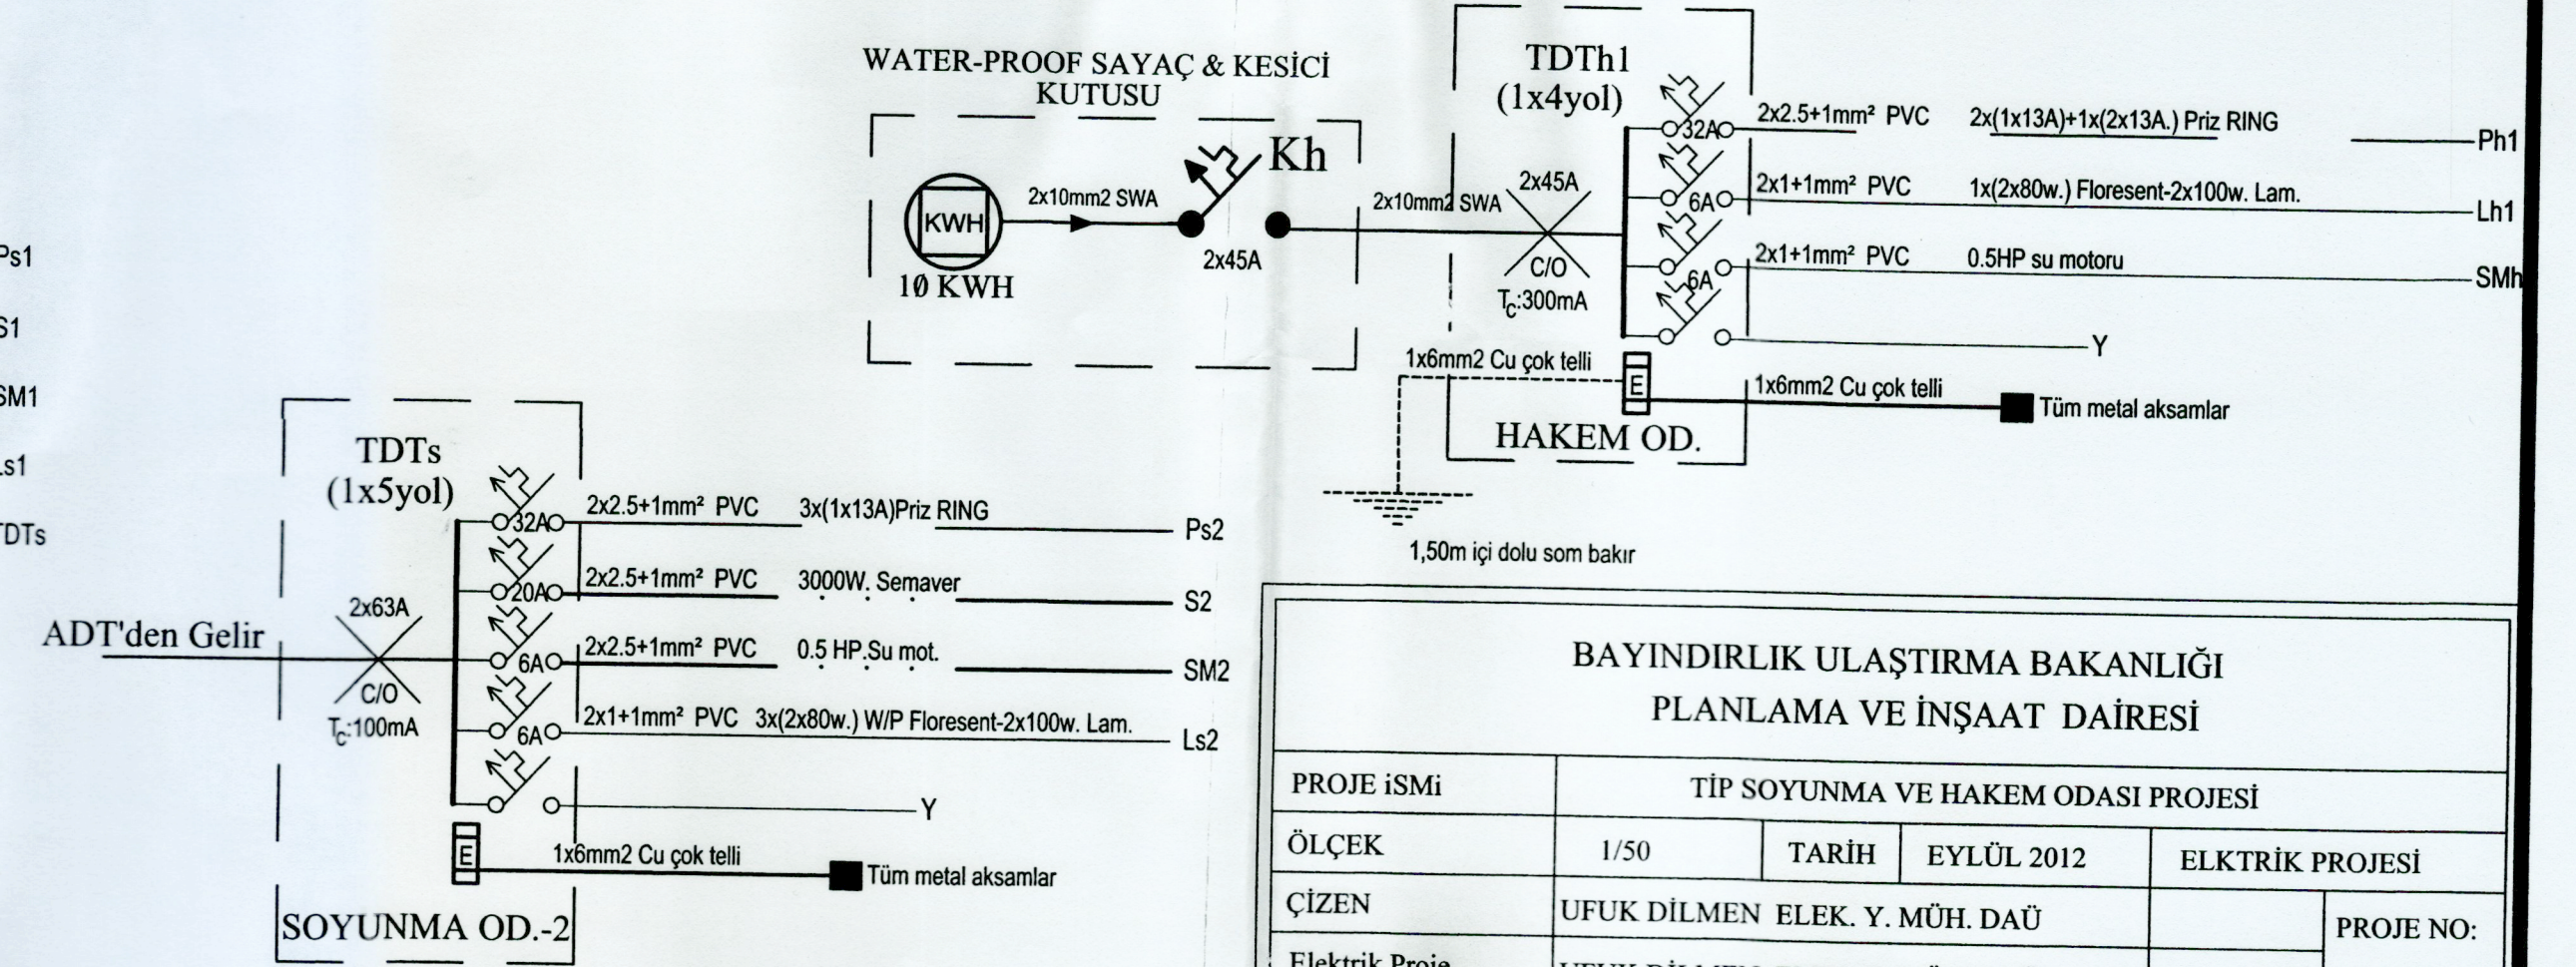 WATER-PROOF SAYAÇ & KESİCİ
KUTUSU
KWH
10 KWH
2x10mm2 SWA
Kh
2x45A
2x10mm2 SWA
TDTh1
(1x4yol)
2x45A
C/O
Tc:300mA
32A
2x2.5+1mm² PVC
2x(1x13A)+1x(2x13A.) Priz RING
Ph1
6A
2x1+1mm² PVC
1x(2x80w.) Floresent-2x100w. Lam.
Lh1
6A
2x1+1mm² PVC
0.5HP su motoru
SMh
Y
1x6mm2 Cu çok telli
E
1x6mm2 Cu çok telli
Tüm metal aksamlar
HAKEM OD.
1,50m içi dolu som bakır
Ps1
S1
SM1
Ls1
TDTs
TDTs
(1x5yol)
ADT'den Gelir
2x63A
C/O
Tc:100mA
32A
2x2.5+1mm² PVC
3x(1x13A)Priz RING
Ps2
20A
2x2.5+1mm² PVC
3000W. Semaver
S2
6A
2x2.5+1mm² PVC
0.5 HP.Su mot.
SM2
6A
2x1+1mm² PVC
3x(2x80w.) W/P Floresent-2x100w. Lam.
Ls2
Y
E
1x6mm2 Cu çok telli
Tüm metal aksamlar
SOYUNMA OD.-2
BAYINDIRLIK ULAŞTIRMA BAKANLIĞI
PLANLAMA VE İNŞAAT DAİRESİ
PROJE iSMi
TİP SOYUNMA VE HAKEM ODASI PROJESİ
ÖLÇEK
1/50
TARİH
EYLÜL 2012
ELKTRİK PROJESİ
ÇİZEN
UFUK DİLMEN ELEK. Y. MÜH. DAÜ
PROJE NO:
Elektrik Proje
UFUK DİLMEN